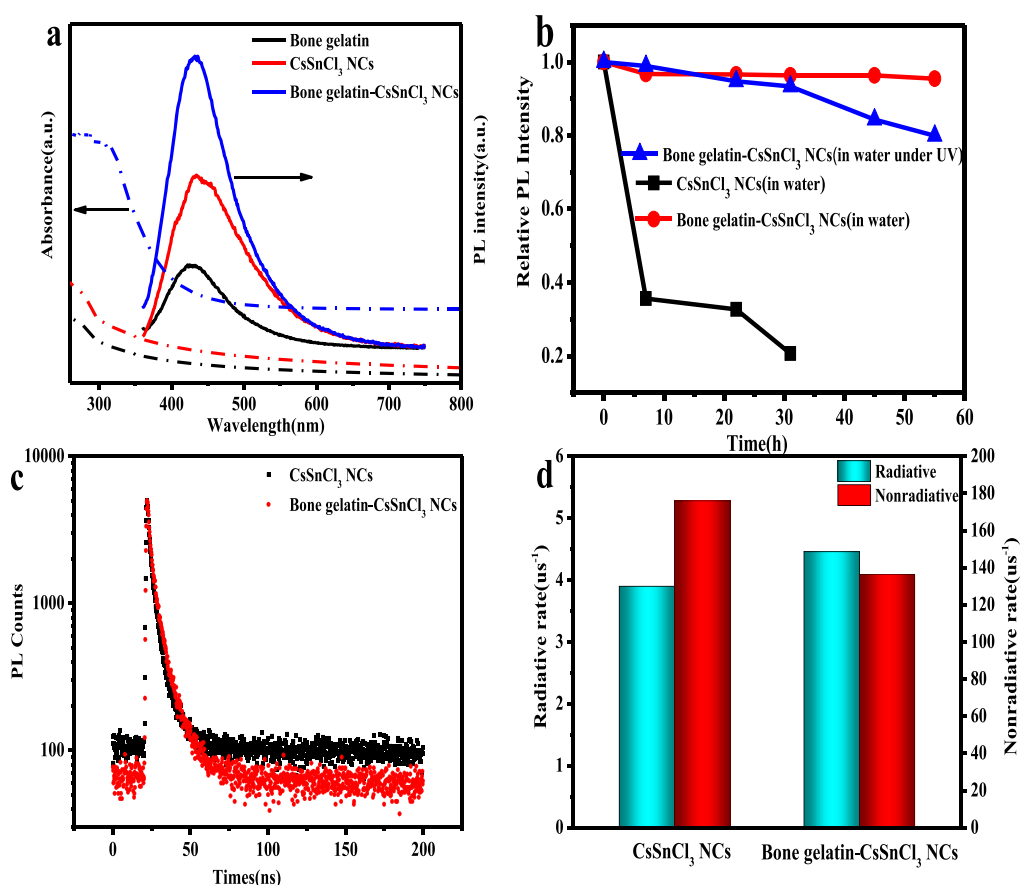 a
Bone gelatin
CsSnCl₃ NCs
Bone gelatin-CsSnCl₃ NCs
Absorbance(a.u.)
PL intensity(a.u.)
300 400 500 600 700 800
Wavelength(nm)
b
Relative PL Intensity
1.0
0.8
0.6
0.4
0.2
Bone gelatin-CsSnCl₃ NCs(in water under UV)
CsSnCl₃ NCs(in water)
Bone gelatin-CsSnCl₃ NCs(in water)
0 10 20 30 40 50 60
Time(h)
c
CsSnCl₃ NCs
Bone gelatin-CsSnCl₃ NCs
PL Counts
10000
1000
100
0 50 100 150 200
Times(ns)
d
Radiative
Nonradiative
Radiative rate(us⁻¹)
6
5
4
3
2
1
0
Nonradiative rate(us⁻¹)
200
180
160
140
120
100
80
60
40
20
0
CsSnCl₃ NCs
Bone gelatin-CsSnCl₃ NCs